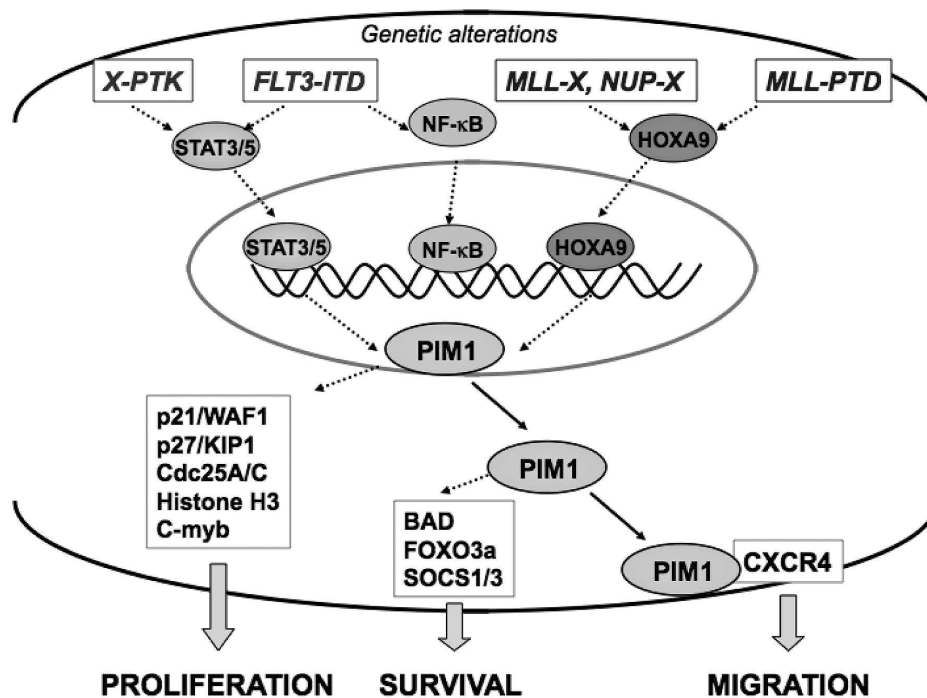 Genetic alterations
X-PTK
FLT3-ITD
MLL-X, NUP-X
MLL-PTD
NF-κB
STAT3/5
HOXA9
STAT3/5
NF-κB
HOXA9
PIM1
p21/WAF1
p27/KIP1
Cdc25A/C
Histone H3
C-myb
PIM1
BAD
FOXO3a
SOCS1/3
PIM1
CXCR4
PROLIFERATION
SURVIVAL
MIGRATION